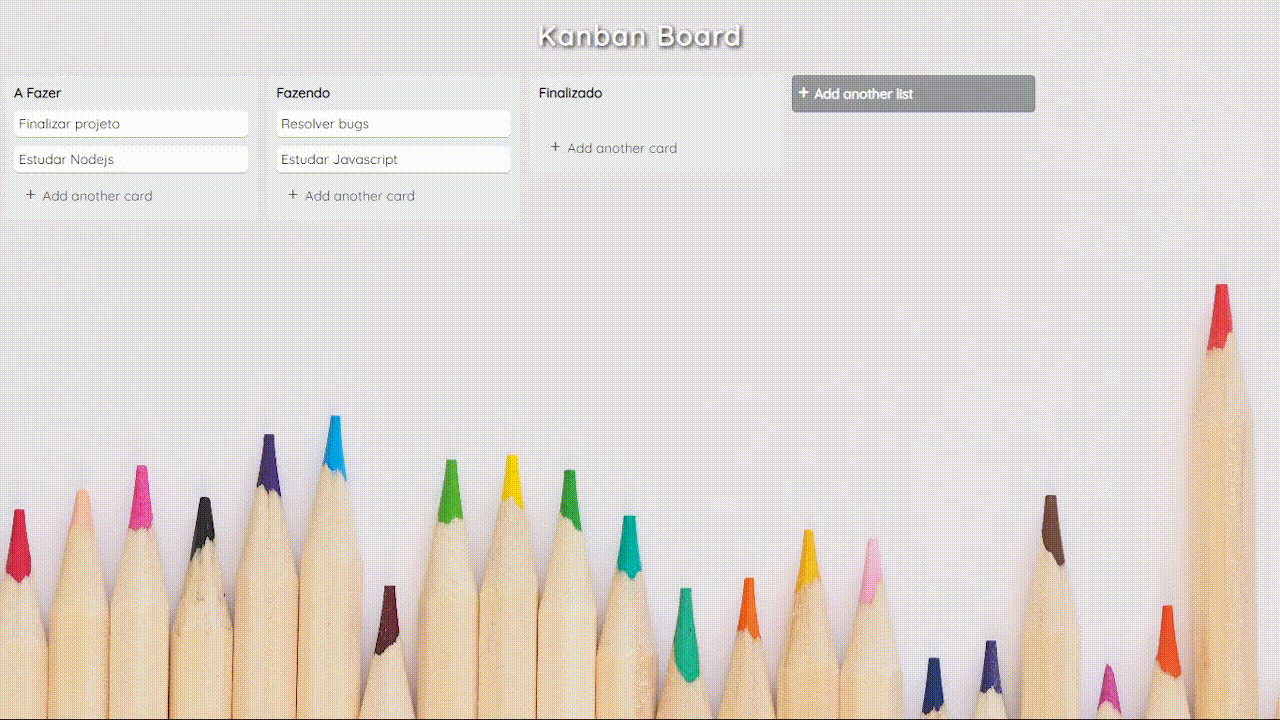 Kanban Board
A Fazer
Finalizar projeto
Estudar Nodejs
+ Add another card
Fazendo
Resolver bugs
Estudar Javascript
+ Add another card
Finalizado
+ Add another card
+ Add another list